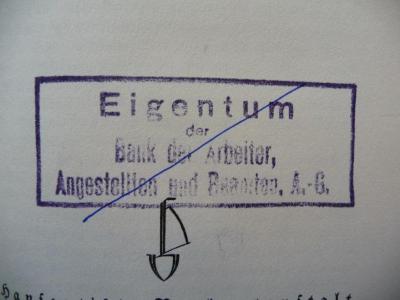 Eigentum
der
Bank der Arbeiter,
Angestellten und Beamten, A.-G.